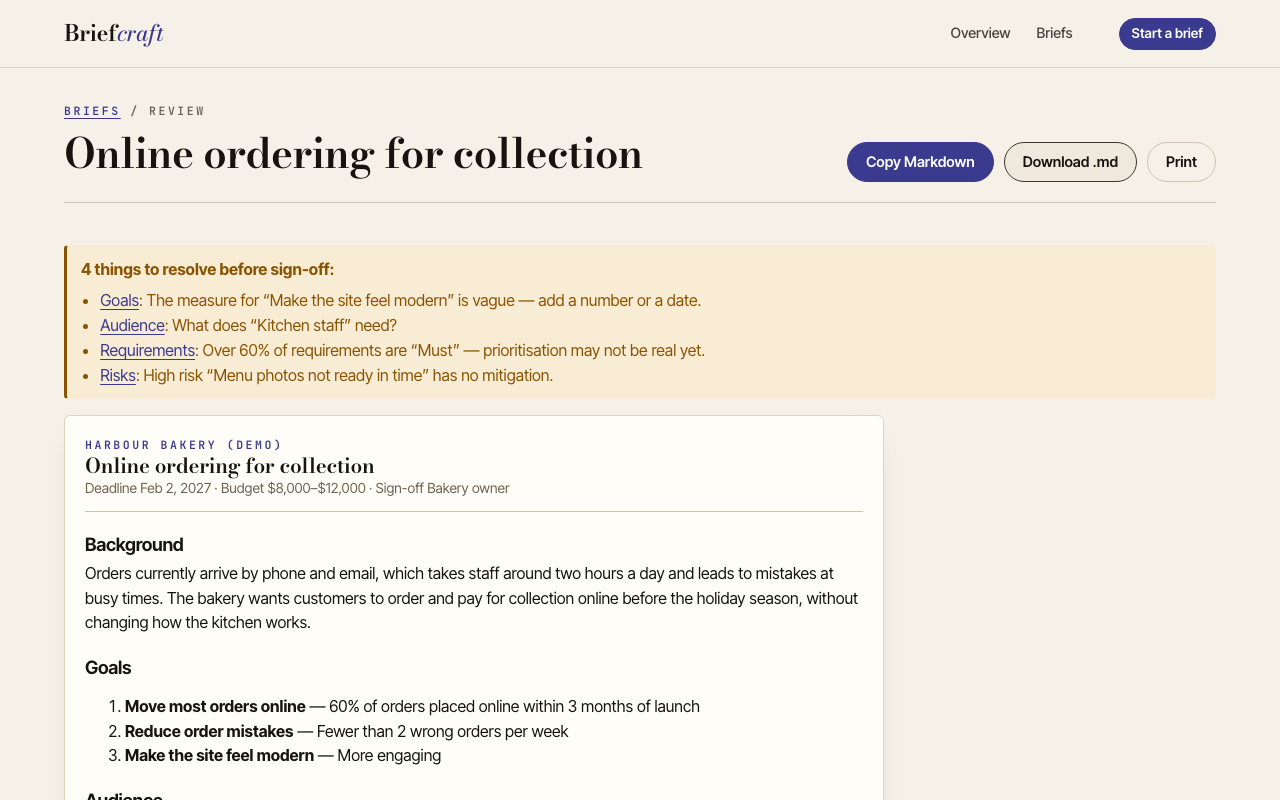 Briefcraft
Overview
Briefs
Start a brief
BRIEFS / REVIEW
Online ordering for collection
Copy Markdown
Download .md
Print
4 things to resolve before sign-off:
• Goals: The measure for “Make the site feel modern” is vague — add a number or a date.
• Audience: What does “Kitchen staff” need?
• Requirements: Over 60% of requirements are “Must” — prioritisation may not be real yet.
• Risks: High risk “Menu photos not ready in time” has no mitigation.
HARBOUR BAKERY (DEMO)
Online ordering for collection
Deadline Feb 2, 2027 · Budget $8,000–$12,000 · Sign-off Bakery owner
Background
Orders currently arrive by phone and email, which takes staff around two hours a day and leads to mistakes at
busy times. The bakery wants customers to order and pay for collection online before the holiday season, without
changing how the kitchen works.
Goals
1. Move most orders online — 60% of orders placed online within 3 months of launch
2. Reduce order mistakes — Fewer than 2 wrong orders per week
3. Make the site feel modern — More engaging
Audience